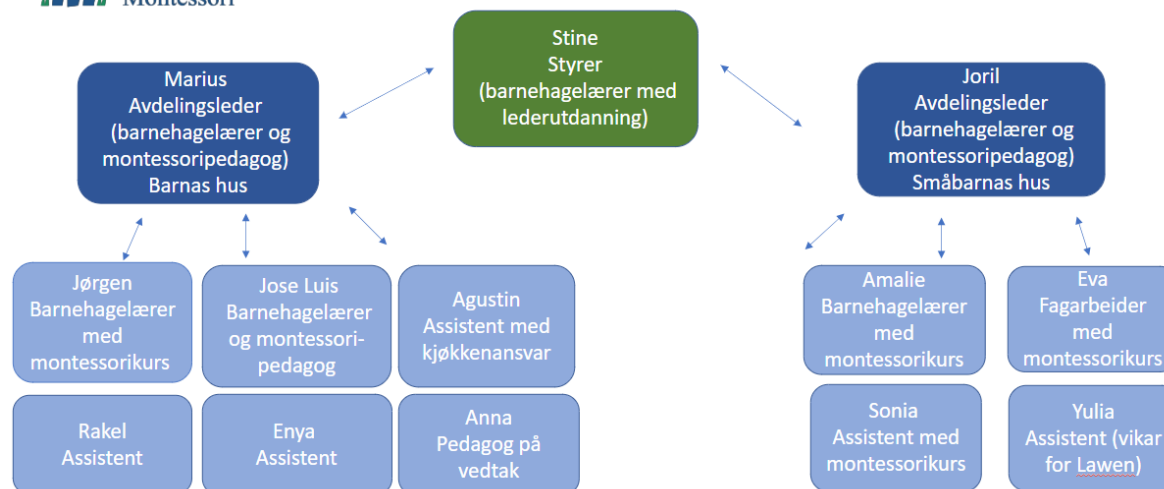 Montessori
Stine
Styrer
(barnehagelærer med
lederutdanning)
Marius
Avdelingsleder
(barnehagelærer og
montessoripedagog)
Barnas hus
Joril
Avdelingsleder
(barnehagelærer og
montessoripedagog)
Småbarnas hus
Jørgen
Barnehagelærer
med
montessorikurs
Jose Luis
Barnehagelærer
og montessori-
pedagog
Agustin
Assistent med
kjøkkenansvar
Amalie
Barnehagelærer
med
montessorikurs
Eva
Fagarbeider
med
montessorikurs
Rakel
Assistent
Enya
Assistent
Anna
Pedagog på
vedtak
Sonia
Assistent med
montessorikurs
Yulia
Assistent (vikar
for Lawen)